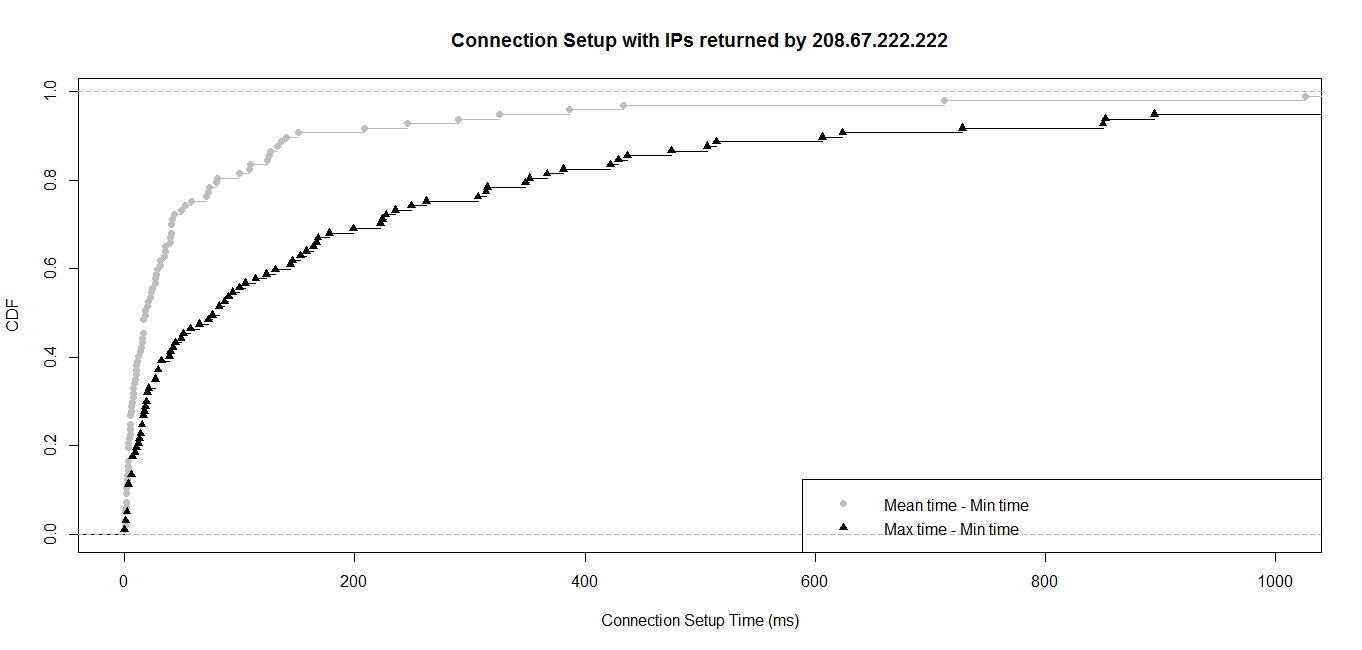 Connection Setup with IPs returned by 208.67.222.222
CDF
1.0
0.8
0.6
0.4
0.2
0.0
Mean time - Min time
Max time - Min time
0 200 400 600 800 1000
Connection Setup Time (ms)